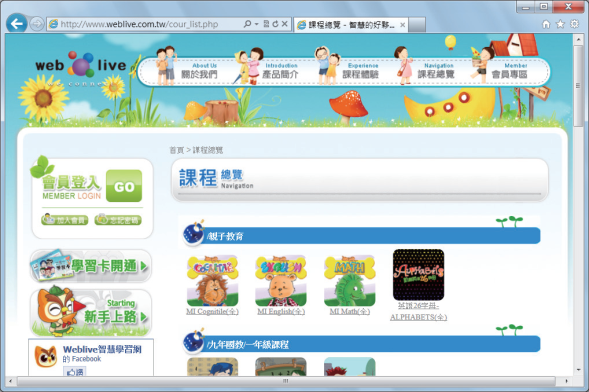 http://www.weblive.com.tw/cour_list.php
課程總覽 - 智慧的好夥...
web live
About Us
關於我們
Introduction
產品簡介
Experience
課程體驗
Navigation
課程總覽
Member
會員專區
首頁 > 課程總覽
會員登入
MEMBER LOGIN
GO
加入會員
忘記密碼
課程 總覽
Navigation
學習卡開通
Starting
新手上路
Weblive智慧學習網
的 Facebook
讚
/親子教育
MI Cognitile(全)
ENGLISH
MI English(全)
MATH
MI Math(全)
ALPHABETS
英語26字母-
ALPHABETS(全)
/九年國教/一年級課程